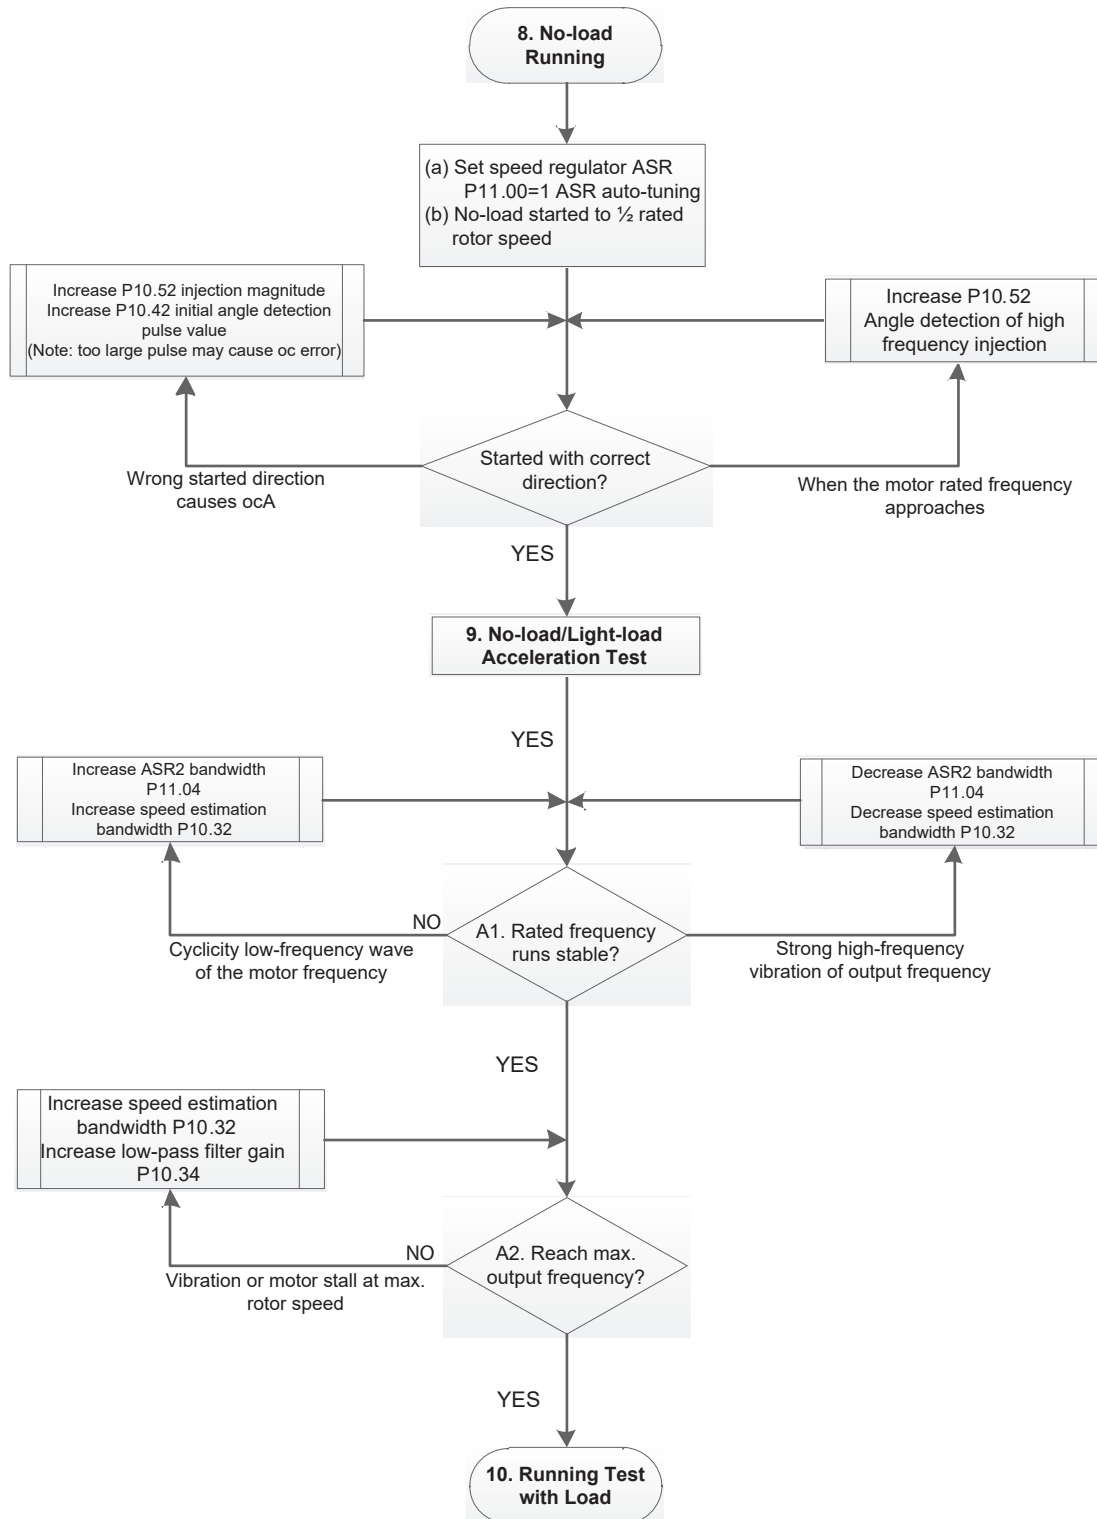 8. No-load
Running
(a) Set speed regulator ASR
P11.00=1 ASR auto-tuning
(b) No-load started to ½ rated
rotor speed
Increase P10.52 injection magnitude
Increase P10.42 initial angle detection
pulse value
(Note: too large pulse may cause oc error)
Increase P10.52
Angle detection of high
frequency injection
Started with correct
direction?
Wrong started direction
causes ocA
When the motor rated frequency
approaches
YES
9. No-load/Light-load
Acceleration Test
YES
Increase ASR2 bandwidth
P11.04
Increase speed estimation
bandwidth P10.32
Decrease ASR2 bandwidth
P11.04
Decrease speed estimation
bandwidth P10.32
NO
A1. Rated frequency
runs stable?
Cyclicity low-frequency wave
of the motor frequency
Strong high-frequency
vibration of output frequency
YES
Increase speed estimation
bandwidth P10.32
Increase low-pass filter gain
P10.34
NO
A2. Reach max.
output frequency?
Vibration or motor stall at max.
rotor speed
YES
10. Running Test
with Load